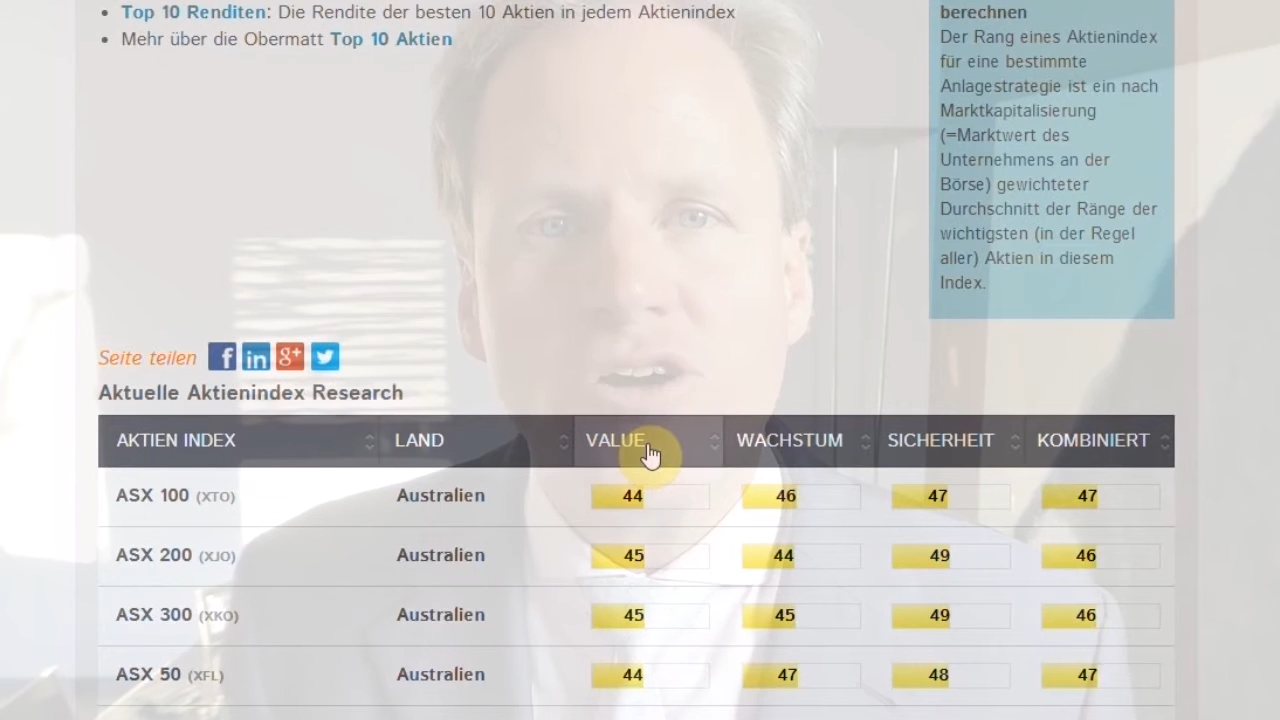 Top 10 Renditen: Die Rendite der besten 10 Aktien in jedem Aktienindex
Mehr über die Obermatt Top 10 Aktien
berechnen
Der Rang eines Aktienindex
für eine bestimmte
Anlagestrategie ist ein nach
Marktkapitalisierung
(=Marktwert des
Unternehmens an der
Börse) gewichteter
Durchschnitt der Ränge der
wichtigsten (in der Regel
aller) Aktien in diesem
Index.
Seite teilen f in g+
Aktuelle Aktienindex Research
AKTIEN INDEX LAND VALUE WACHSTUM SICHERHEIT KOMBINIERT
ASX 100 (XTO) Australien 44 46 47 47
ASX 200 (XJO) Australien 45 44 49 46
ASX 300 (XKO) Australien 45 45 49 46
ASX 50 (XFL) Australien 44 47 48 47